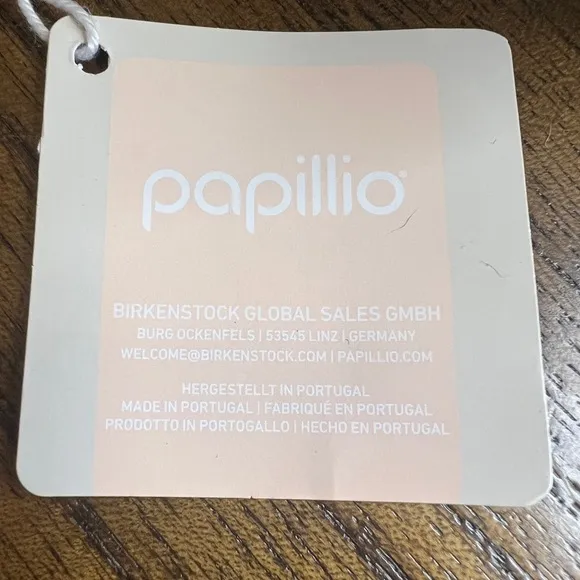 papillio®
BIRKENSTOCK GLOBAL SALES GMBH
BURG OCKENFELS | 53545 LINZ | GERMANY
WELCOME@BIRKENSTOCK.COM | PAPILLIO.COM
HERGESTELLT IN PORTUGAL
MADE IN PORTUGAL | FABRIQUÉ EN PORTUGAL
PRODOTTO IN PORTOGALLO | HECHO EN PORTUGAL